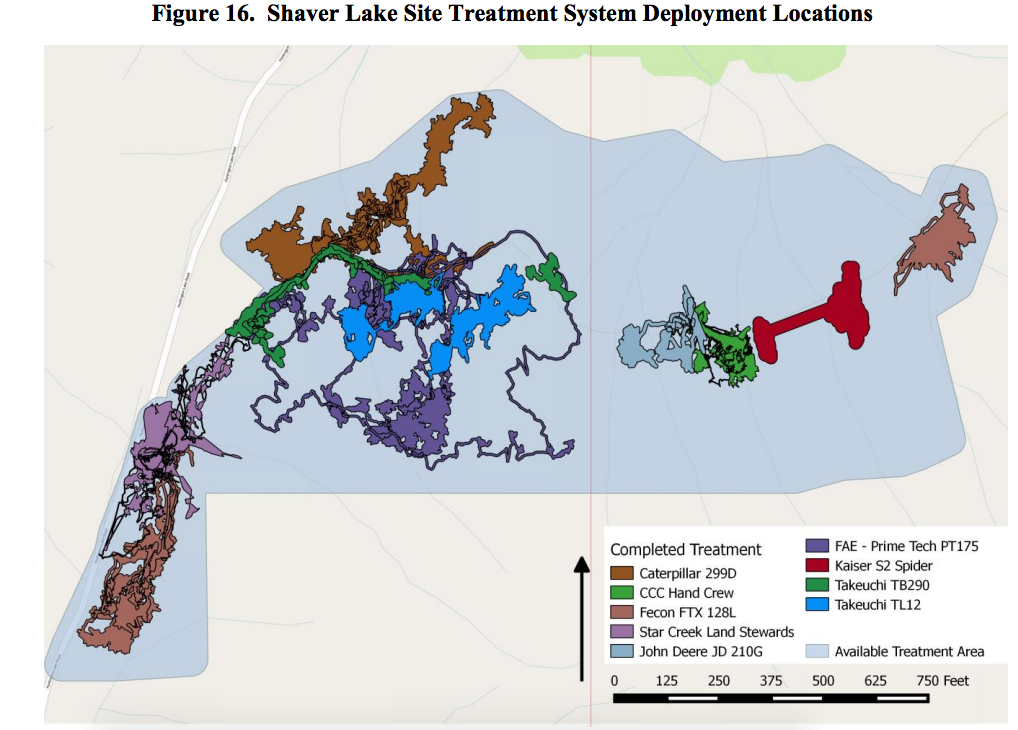 Figure 16.  Shaver Lake Site Treatment System Deployment Locations
Completed Treatment
Caterpillar 299D
CCC Hand Crew
Fecon FTX 128L
Star Creek Land Stewards
John Deere JD 210G
FAE - Prime Tech PT175
Kaiser S2 Spider
Takeuchi TB290
Takeuchi TL12
Available Treatment Area
0 125 250 375 500 625 750 Feet